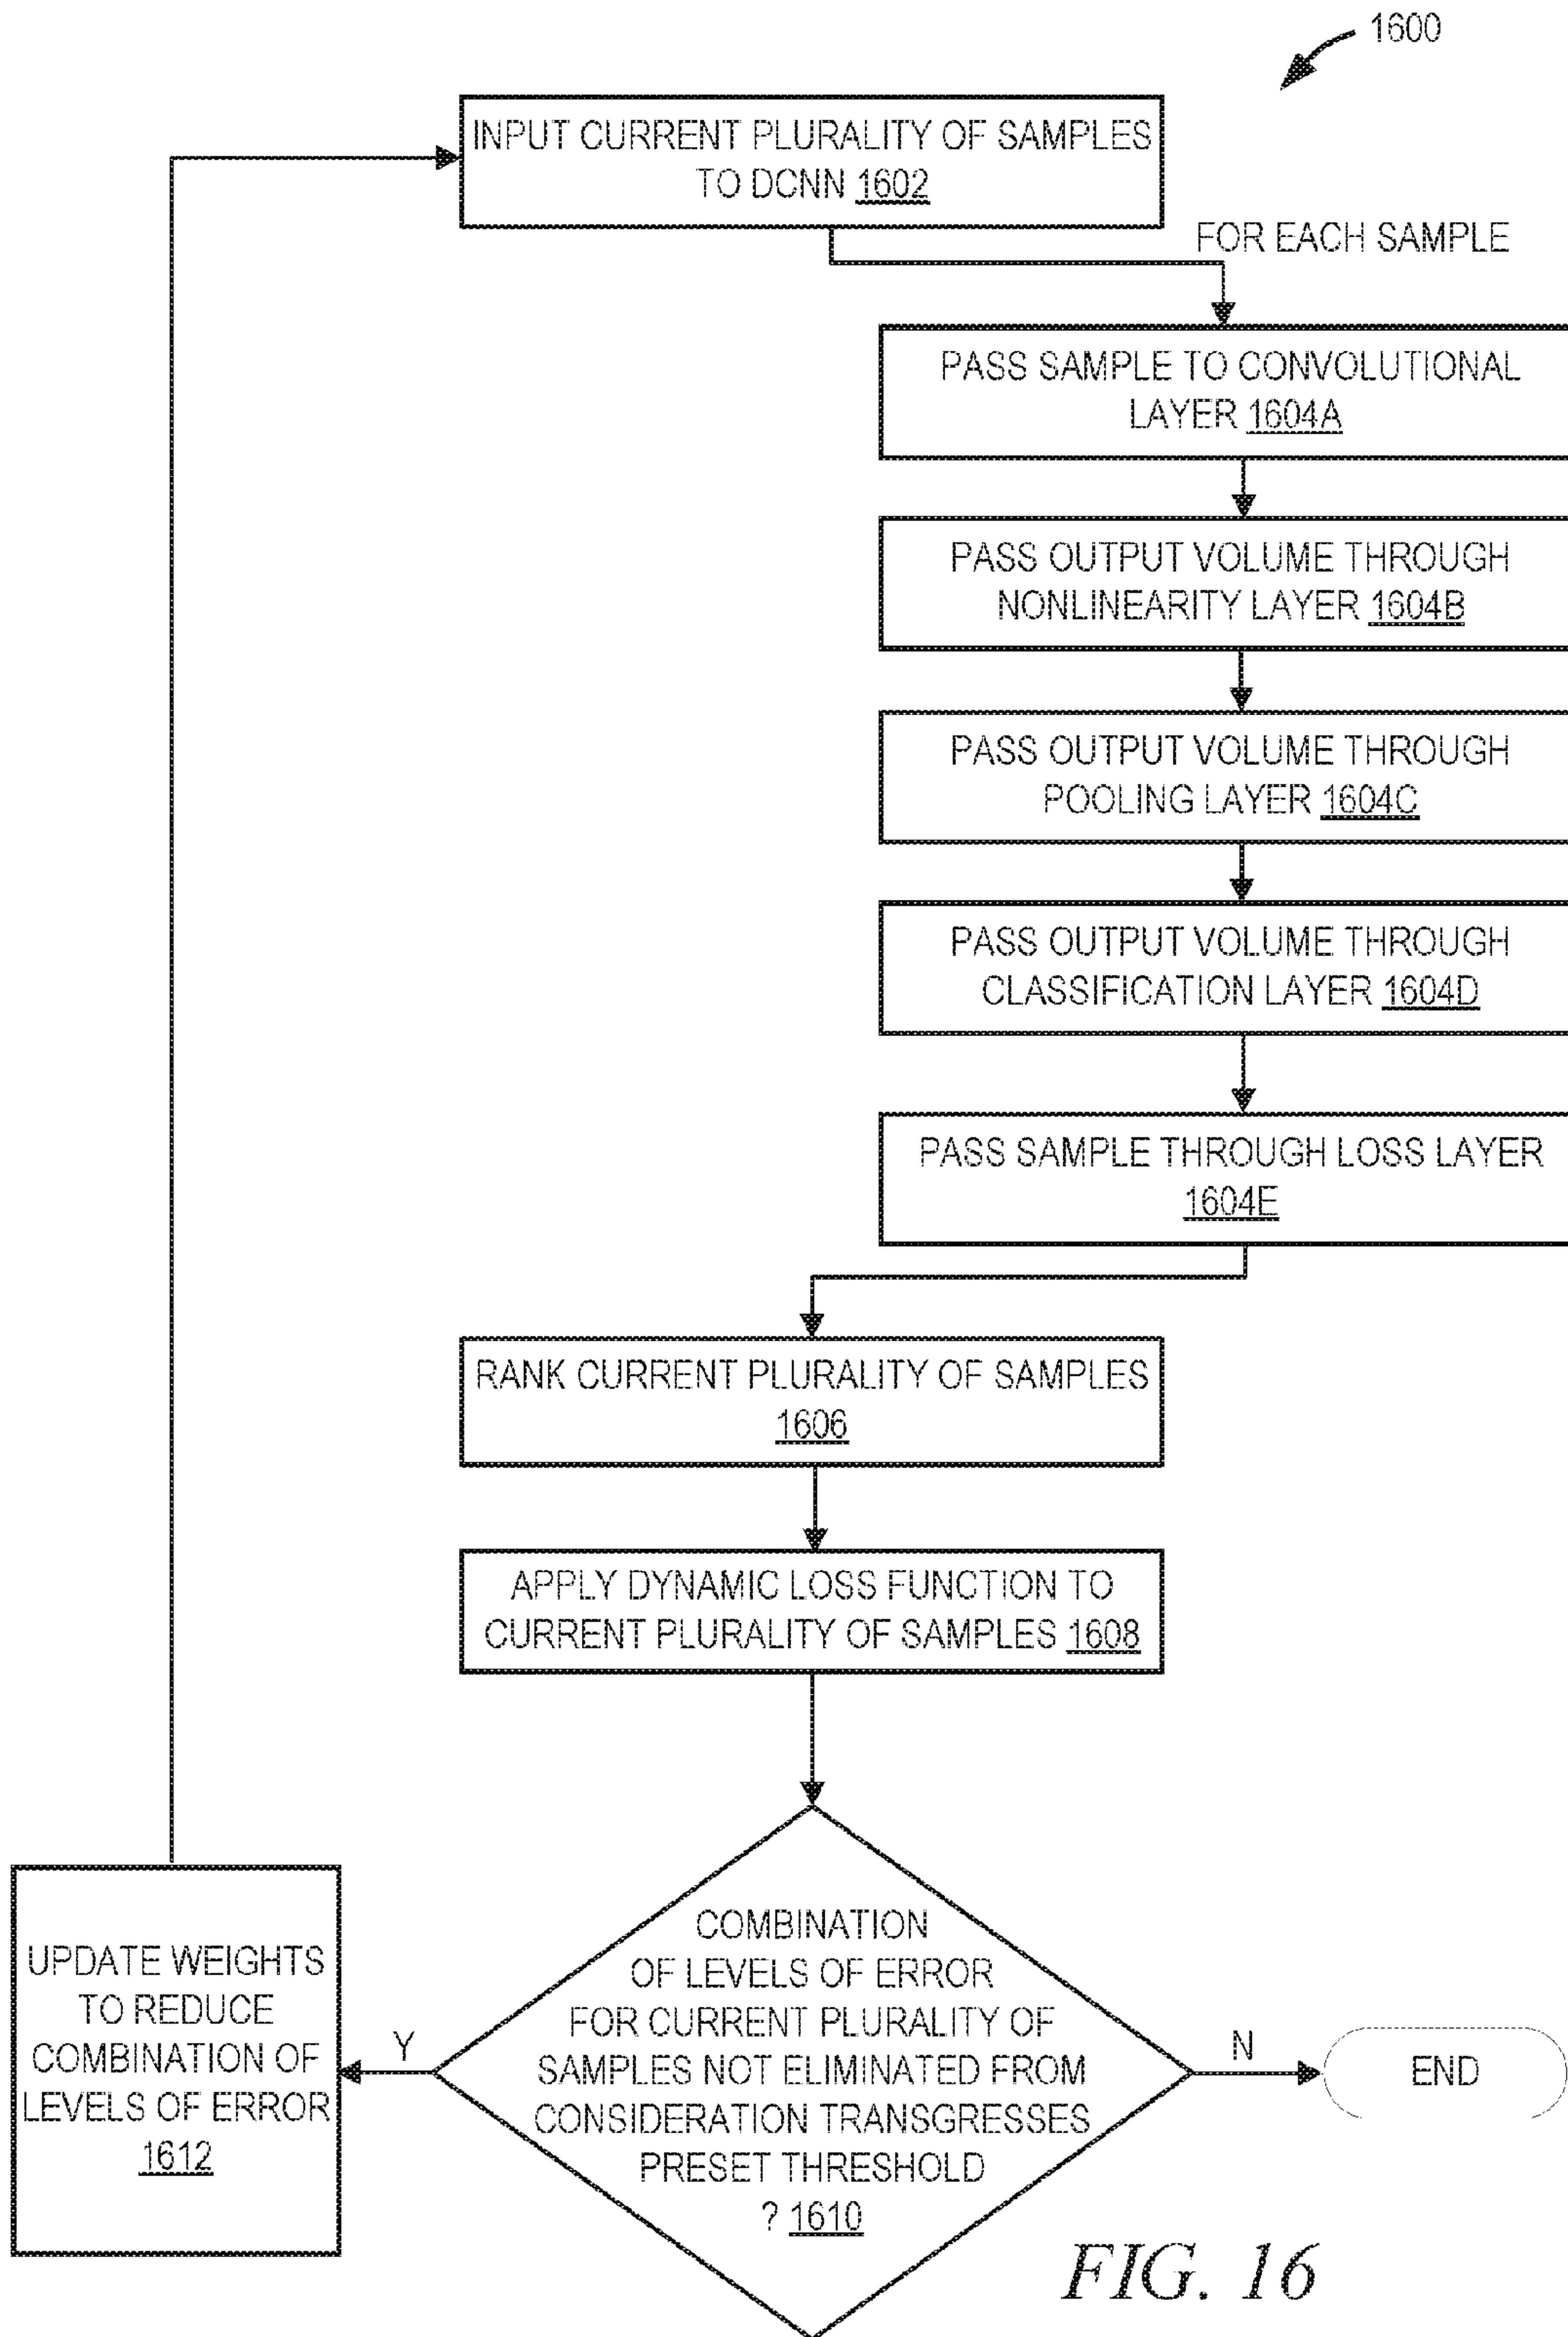 1600
INPUT CURRENT PLURALITY OF SAMPLES
TO DCNN 1602
FOR EACH SAMPLE
PASS SAMPLE TO CONVOLUTIONAL
LAYER 1604A
PASS OUTPUT VOLUME THROUGH
NONLINEARITY LAYER 1604B
PASS OUTPUT VOLUME THROUGH
POOLING LAYER 1604C
PASS OUTPUT VOLUME THROUGH
CLASSIFICATION LAYER 1604D
PASS SAMPLE THROUGH LOSS LAYER
1604E
RANK CURRENT PLURALITY OF SAMPLES
1606
APPLY DYNAMIC LOSS FUNCTION TO
CURRENT PLURALITY OF SAMPLES 1608
COMBINATION
OF LEVELS OF ERROR
FOR CURRENT PLURALITY OF
SAMPLES NOT ELIMINATED FROM
CONSIDERATION TRANSGRESSES
PRESET THRESHOLD
? 1610
Y
N
UPDATE WEIGHTS
TO REDUCE
COMBINATION OF
LEVELS OF ERROR
1612
END
FIG. 16